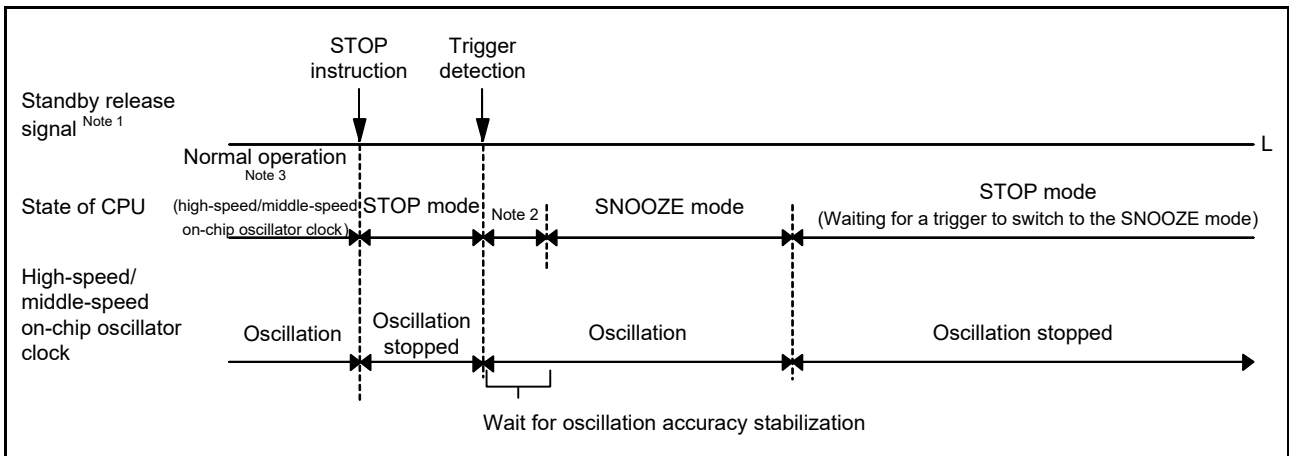 STOP instruction
Trigger detection
Standby release
signal Note 1
L
Normal operation
Note 3
State of CPU
(high-speed/middle-speed
on-chip oscillator clock)
STOP mode
Note 2
SNOOZE mode
STOP mode
(Waiting for a trigger to switch to the SNOOZE mode)
High-speed/
middle-speed
on-chip oscillator
clock
Oscillation
Oscillation
stopped
Oscillation
Oscillation stopped
Wait for oscillation accuracy stabilization